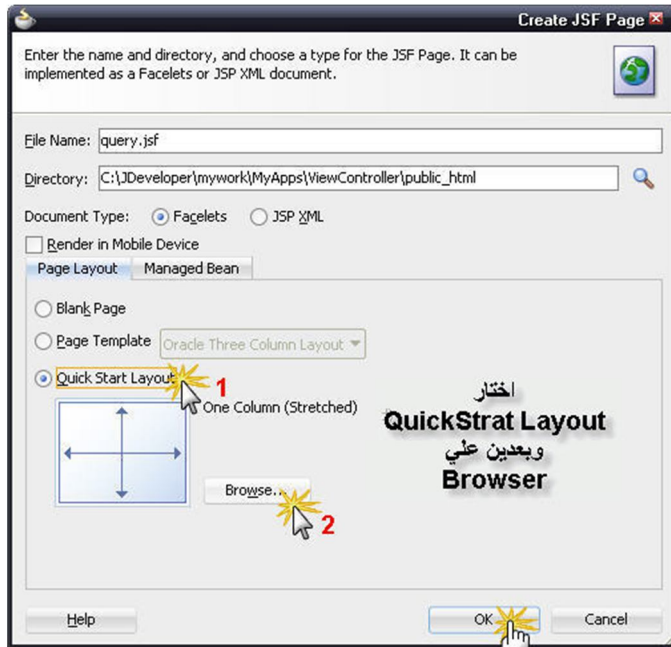 Create JSF Page
Enter the name and directory, and choose a type for the JSF Page. It can be
implemented as a Facelets or JSP XML document.
File Name: query.jsf
Directory: C:\JDeveloper\mywork\MyApps\ViewController\public_html
Document Type: Facelets JSP XML
Render in Mobile Device
Page Layout Managed Bean
Blank Page
Page Template Oracle Three Column Layout
Quick Start Layout
1
One Column (Stretched)
اختار
QuickStrat Layout
وبعدين علي
Browser
Browse...
2
Help OK Cancel